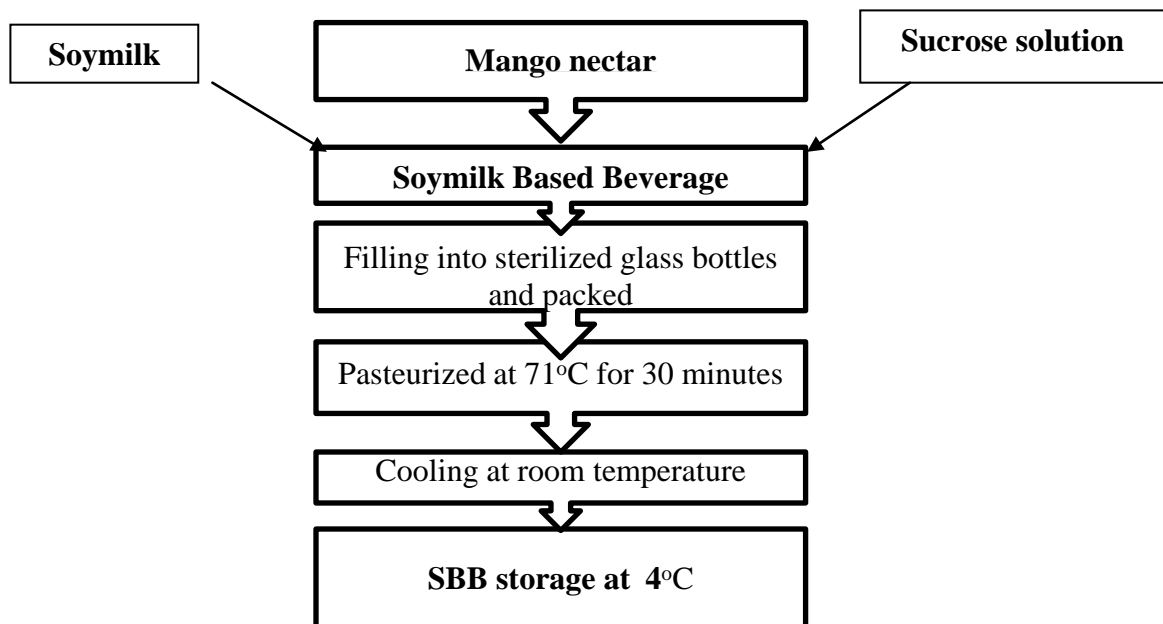 Soymilk
Mango nectar
Sucrose solution
Soymilk Based Beverage
Filling into sterilized glass bottles
and packed
Pasteurized at 71°C for 30 minutes
Cooling at room temperature
SBB storage at 4°C